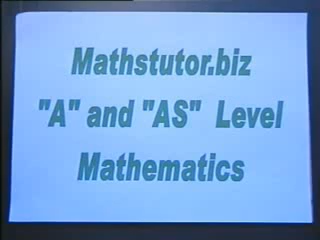 Mathstutor.biz
"A" and "AS" Level
Mathematics